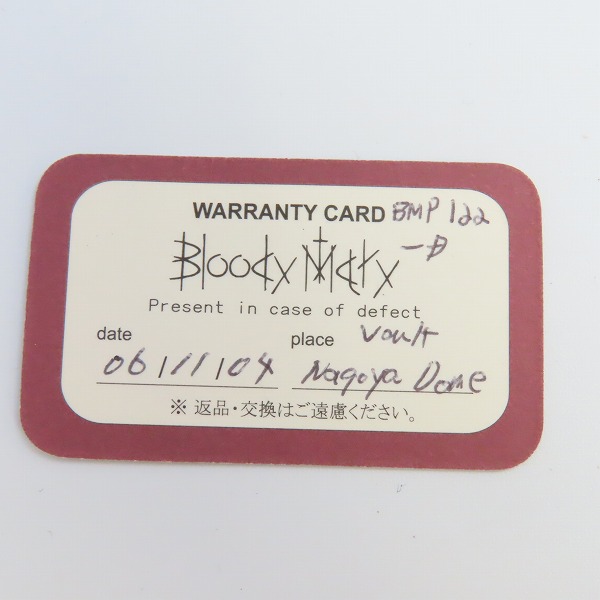 WARRANTY CARD BMP 122
Bloody Mary
Present in case of defect
date 06/11/04
place Vault
Nagoya Dome
※ 返品・交換はご遠慮ください。